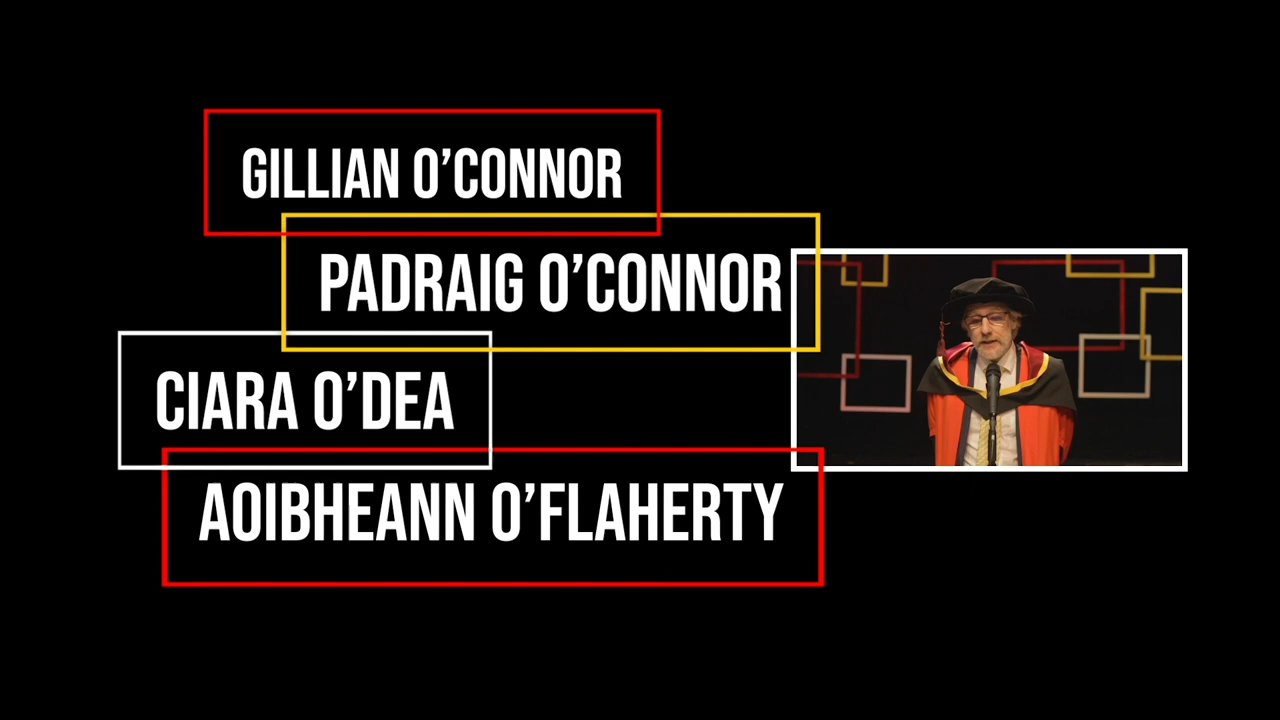 GILLIAN O’CONNOR
PADRAIG O’CONNOR
CIARA O’DEA
AOIBHEANN O’FLAHERTY